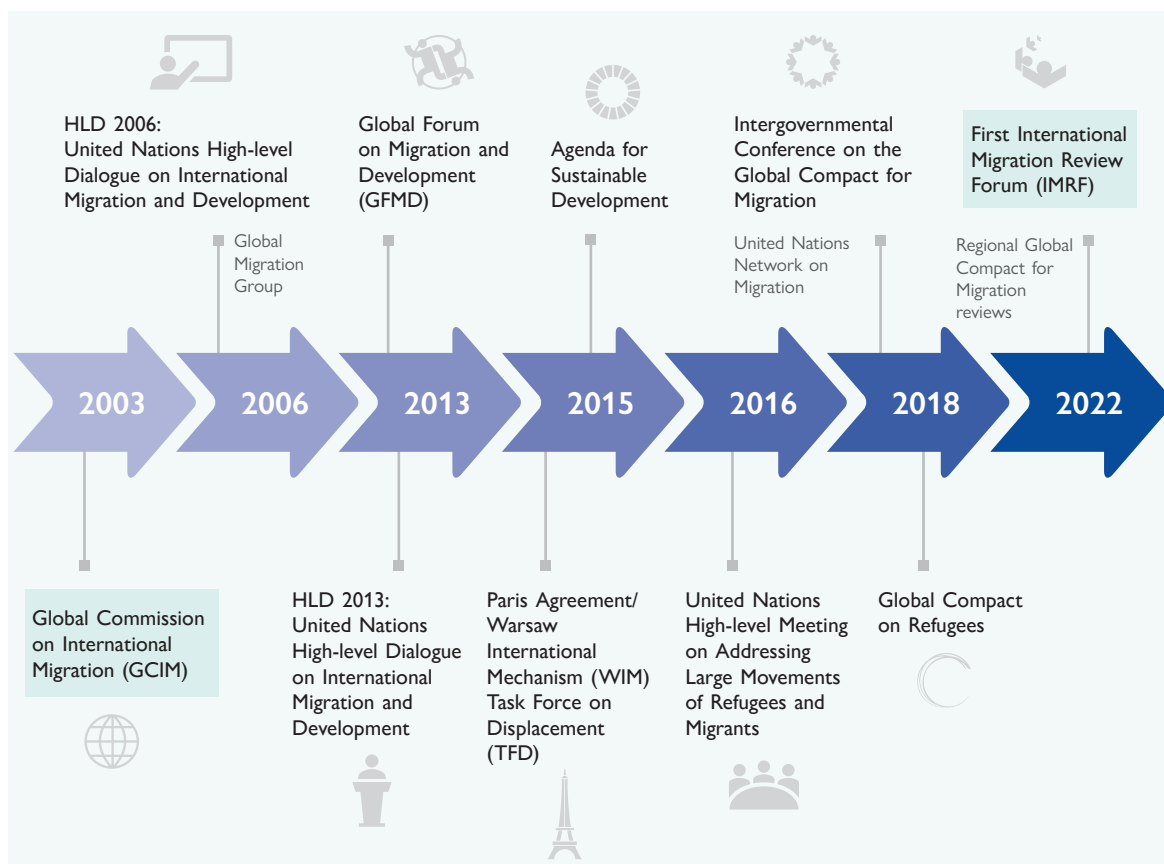 HLD 2006:
United Nations High-level
Dialogue on International
Migration and Development
Global
Migration
Group
Global Forum
on Migration and
Development
(GFMD)
Agenda for
Sustainable
Development
Intergovernmental
Conference on the
Global Compact for
Migration
United Nations
Network on
Migration
First International
Migration Review
Forum (IMRF)
Regional Global
Compact for
Migration
reviews
2003
2006
2013
2015
2016
2018
2022
Global Commission
on International
Migration (GCIM)
HLD 2013:
United Nations
High-level Dialogue
on International
Migration and
Development
Paris Agreement/
Warsaw
International
Mechanism (WIM)
Task Force on
Displacement
(TFD)
United Nations
High-level Meeting
on Addressing
Large Movements
of Refugees and
Migrants
Global Compact
on Refugees